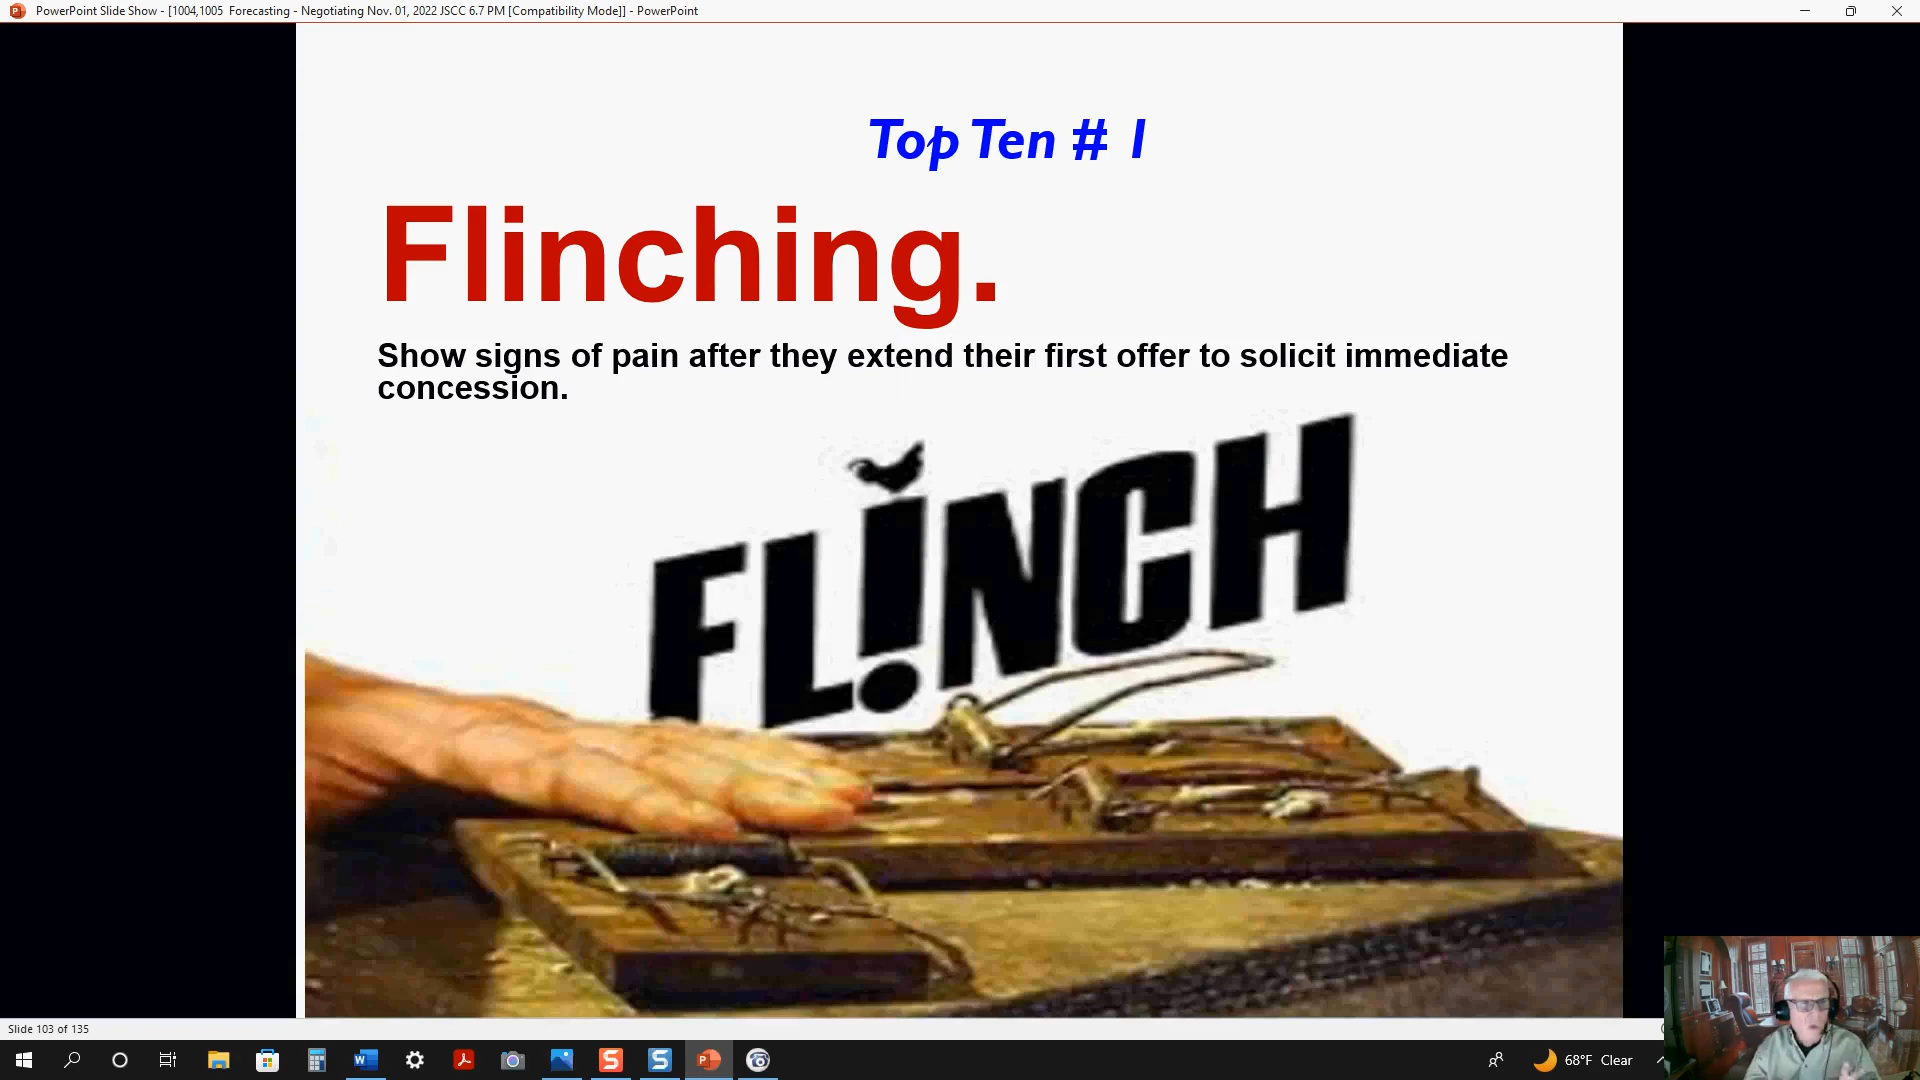 PowerPoint Slide Show - [1004,1005  Forecasting - Negotiating Nov. 01, 2022 JSCC 6.7 PM [Compatibility Mode]] - PowerPoint
Top Ten # 1
Flinching.
Show signs of pain after they extend their first offer to solicit immediate
concession.
FL!NCH
Slide 103 of 135
68°F Clear